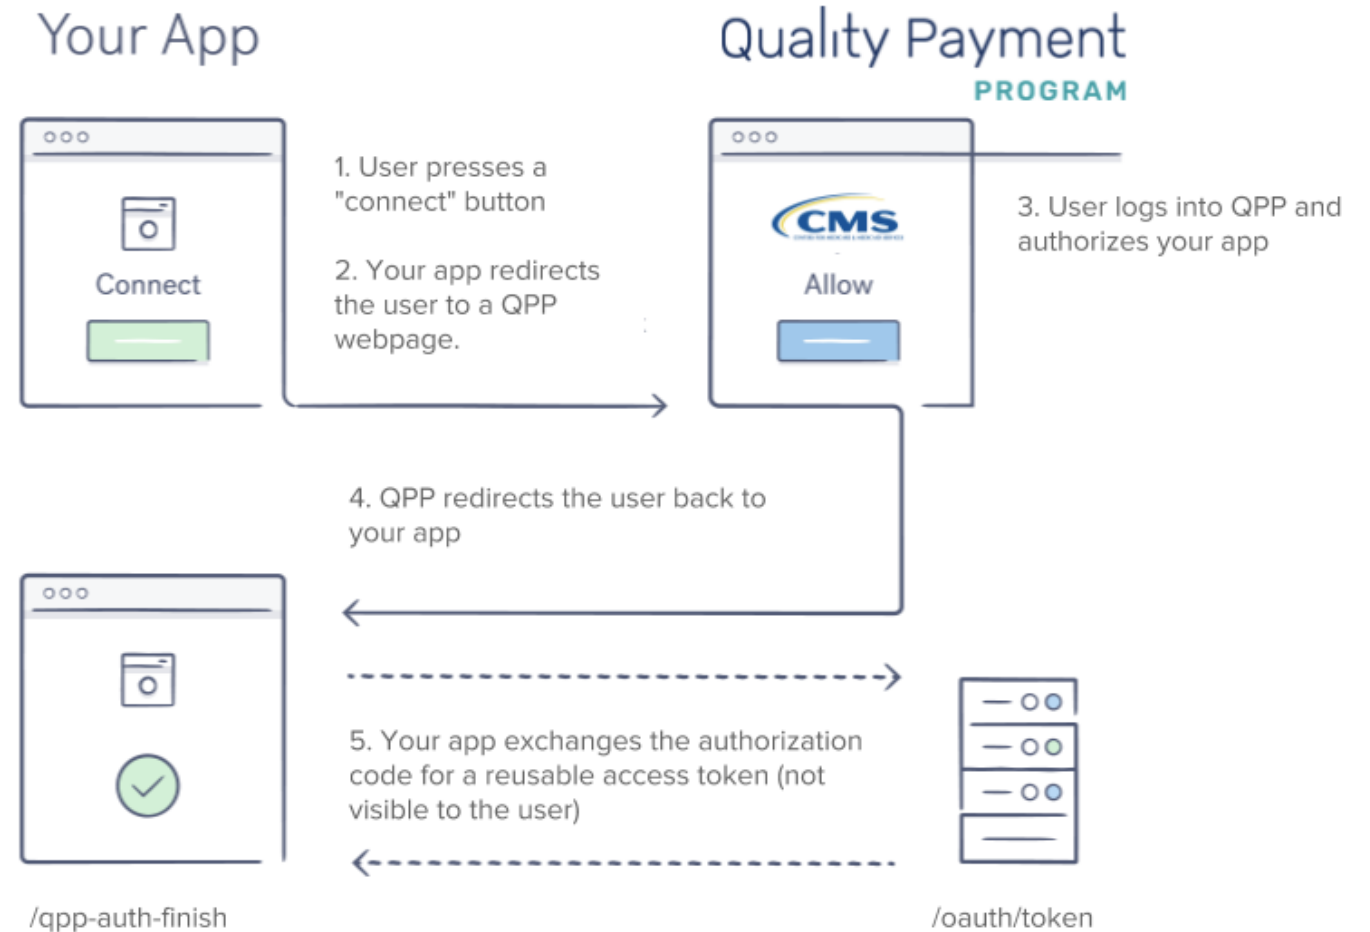 Your App
Quality Payment
PROGRAM
1. User presses a
"connect" button
2. Your app redirects
the user to a QPP
webpage.
Connect
CMS
Allow
3. User logs into QPP and
authorizes your app
4. QPP redirects the user back to
your app
5. Your app exchanges the authorization
code for a reusable access token (not
visible to the user)
/qpp-auth-finish
/oauth/token